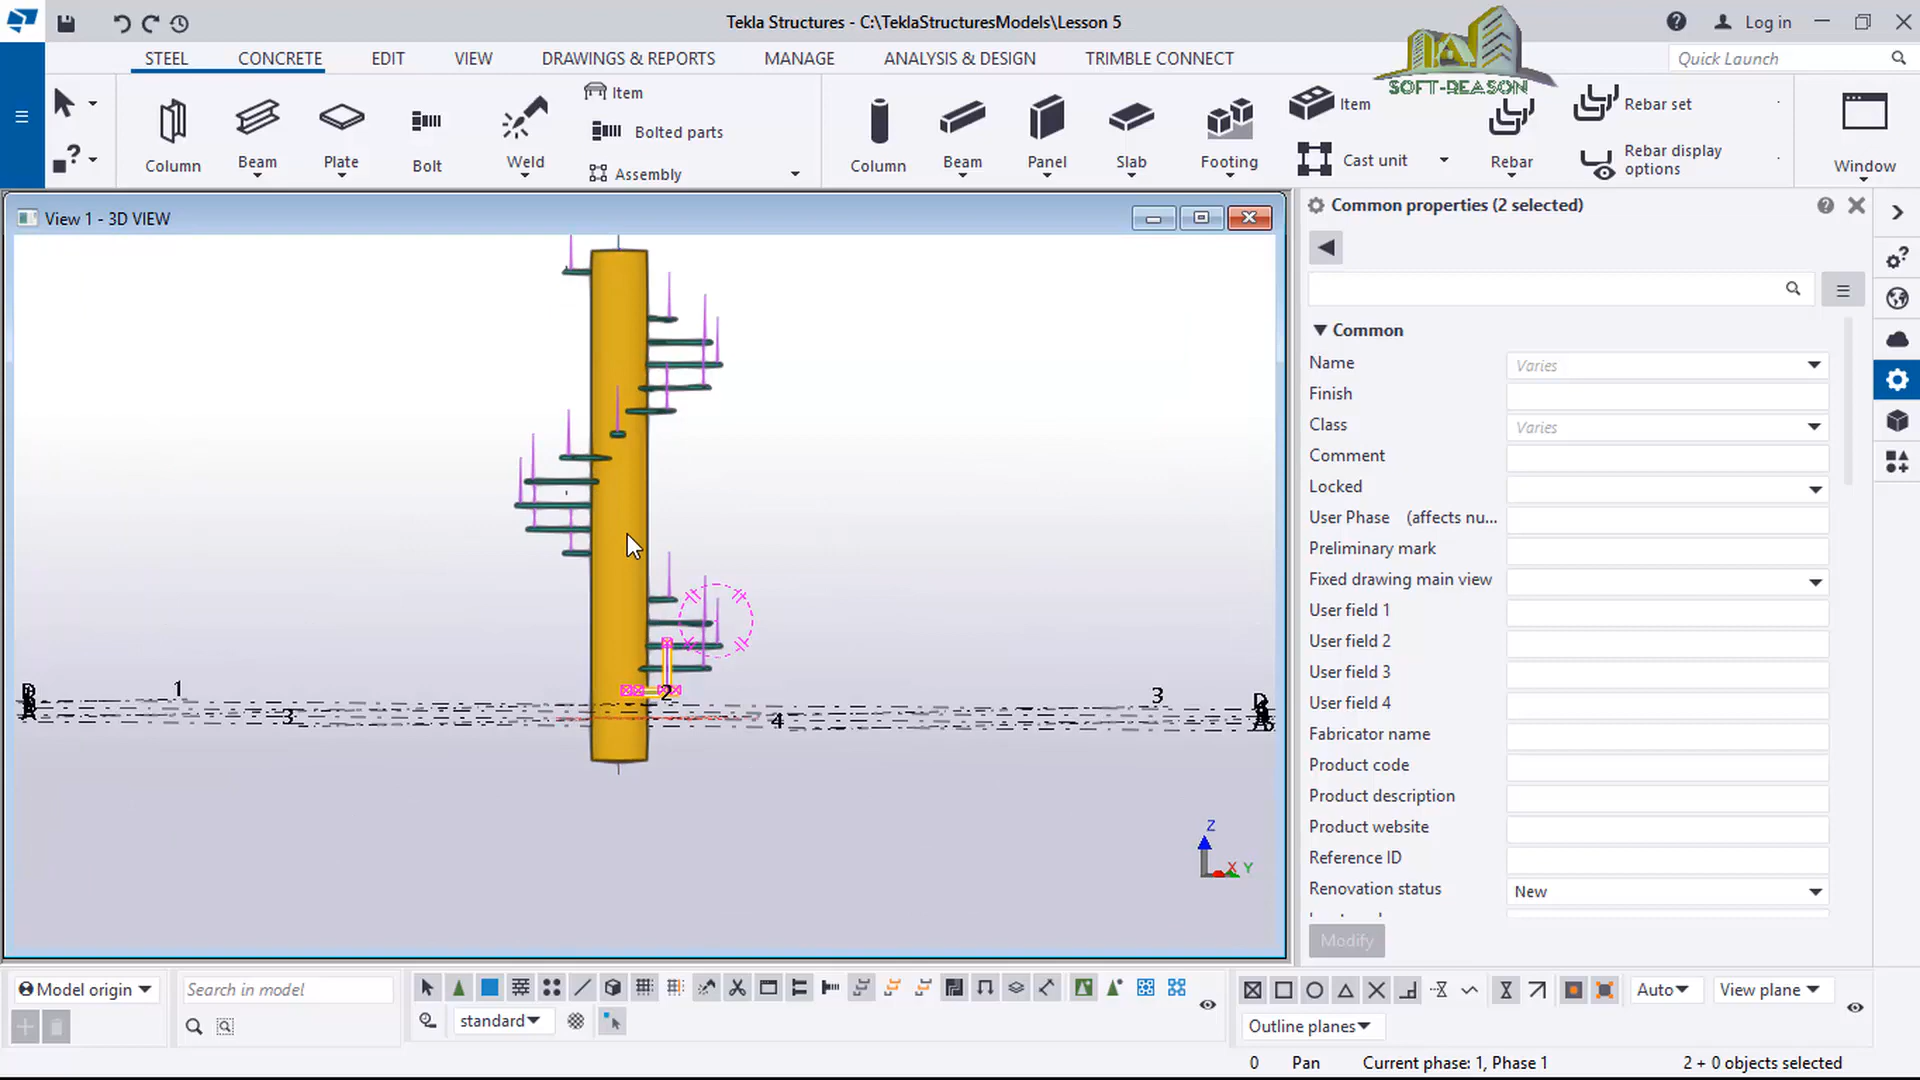 Tekla Structures - C:\TeklaStructuresModels\Lesson 5
Log in
STEEL
CONCRETE
EDIT
VIEW
DRAWINGS & REPORTS
MANAGE
ANALYSIS & DESIGN
TRIMBLE CONNECT
Quick Launch
SOFT-REASON
Column
Beam
Plate
Bolt
Weld
Item
Bolted parts
Assembly
Column
Beam
Panel
Slab
Footing
Item
Cast unit
Rebar
Rebar set
Rebar display
options
Window
View 1 - 3D VIEW
Common properties (2 selected)
Common
Name
Varies
Finish
Class
Varies
Comment
Locked
User Phase (affects nu...
Preliminary mark
Fixed drawing main view
User field 1
User field 2
User field 3
User field 4
Fabricator name
Product code
Product description
Product website
Reference ID
Renovation status
New
Modify
1
3
2
4
3
D
A
D
Z
X
Y
Model origin
Search in model
standard
Auto
View plane
Outline planes
0
Pan
Current phase: 1, Phase 1
2 + 0 objects selected